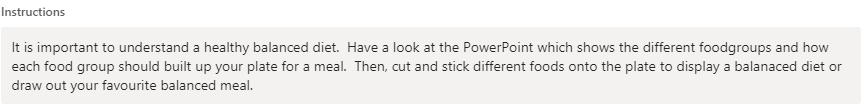 Instructions
It is important to understand a healthy balanced diet.  Have a look at the PowerPoint which shows the different foodgroups and how
each food group should built up your plate for a meal.  Then, cut and stick different foods onto the plate to display a balanaced diet or
draw out your favourite balanced meal.